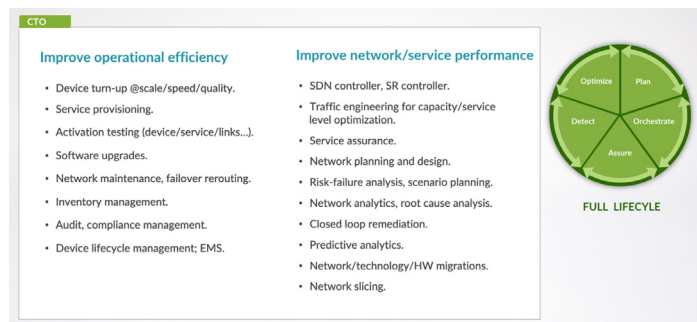 CTO
Improve operational efficiency
• Device turn-up @scale/speed/quality.
• Service provisioning.
• Activation testing (device/service/links...).
• Software upgrades.
• Network maintenance, failover rerouting.
• Inventory management.
• Audit, compliance management.
• Device lifecycle management; EMS.
Improve network/service performance
• SDN controller, SR controller.
• Traffic engineering for capacity/service
level optimization.
• Service assurance.
• Network planning and design.
• Risk-failure analysis, scenario planning.
• Network analytics, root cause analysis.
• Closed loop remediation.
• Predictive analytics.
• Network/technology/HW migrations.
• Network slicing.
Optimize
Plan
Detect
Orchestrate
Assure
FULL LIFECYLE